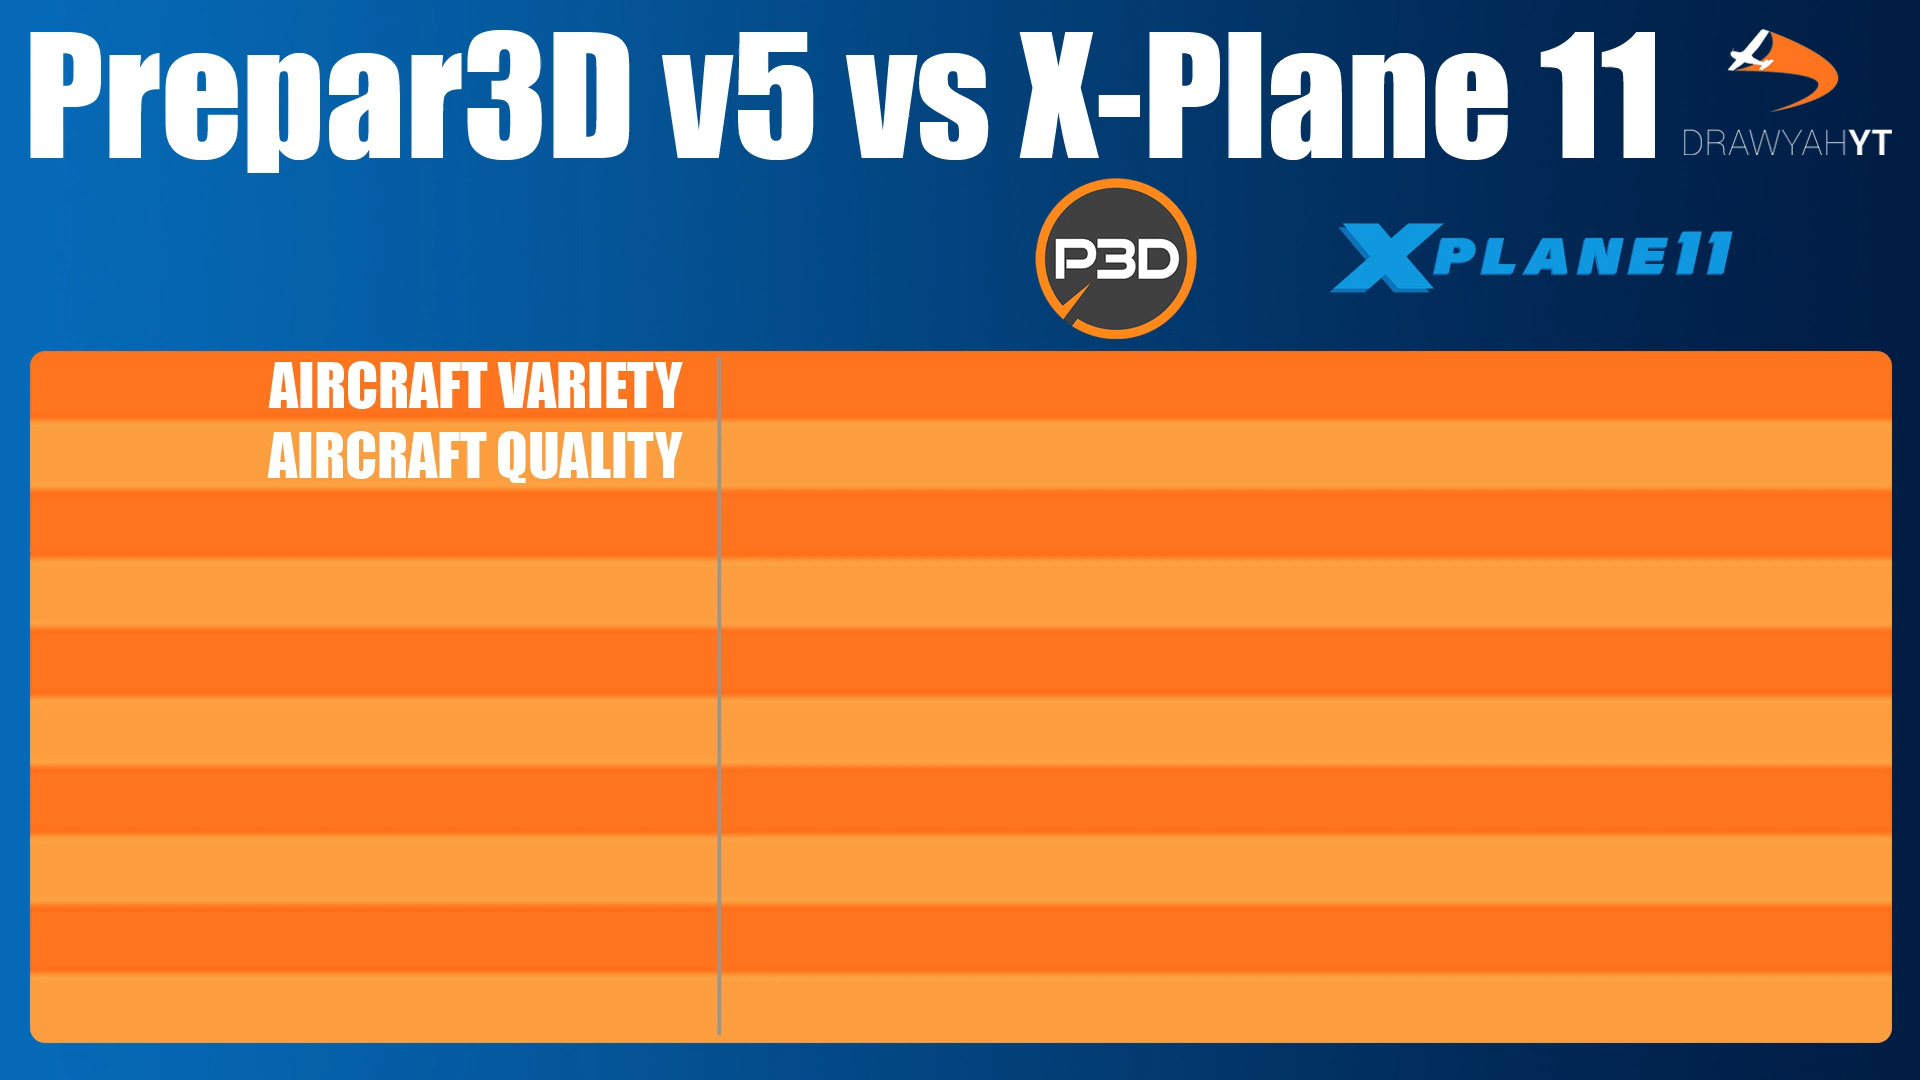 Prepar3D v5 vs X-Plane 11
DRAWYAHYT
P3D
XPLANE11
AIRCRAFT VARIETY
AIRCRAFT QUALITY